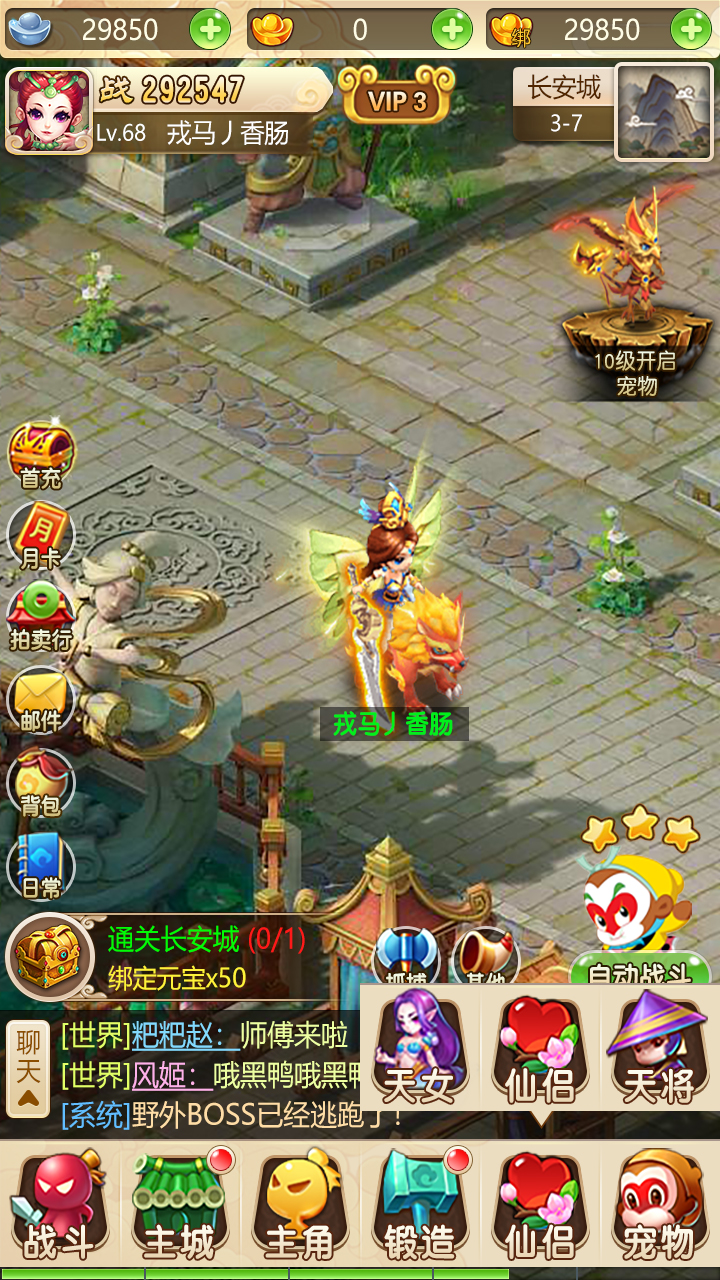 29850
0
绑
29850
战 292547
VIP 3
长安城
3-7
Lv.68 戎马丿香肠
10级开启
宠物
首充
月
月卡
拍卖行
戎马丿香肠
邮件
背包
日常
通关长安城 (0/1)
绑定元宝x50
抓捕
其他
自动战斗
聊天
[世界]粑粑赵：师傅来啦
[世界]风姬：哦黑鸭哦黑鸭
[系统]野外BOSS已经逃跑了！
天女
仙侣
天将
战斗
主城
主角
锻造
仙侣
宠物